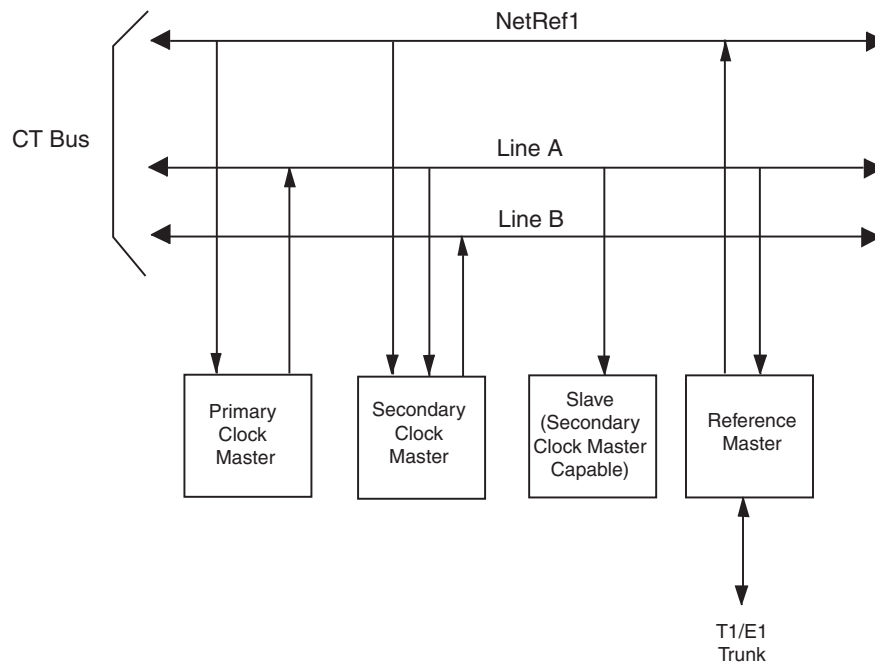 NetRef1
CT Bus
Line A
Line B
Primary
Clock
Master
Secondary
Clock
Master
Slave
(Secondary
Clock Master
Capable)
Reference
Master
T1/E1
Trunk